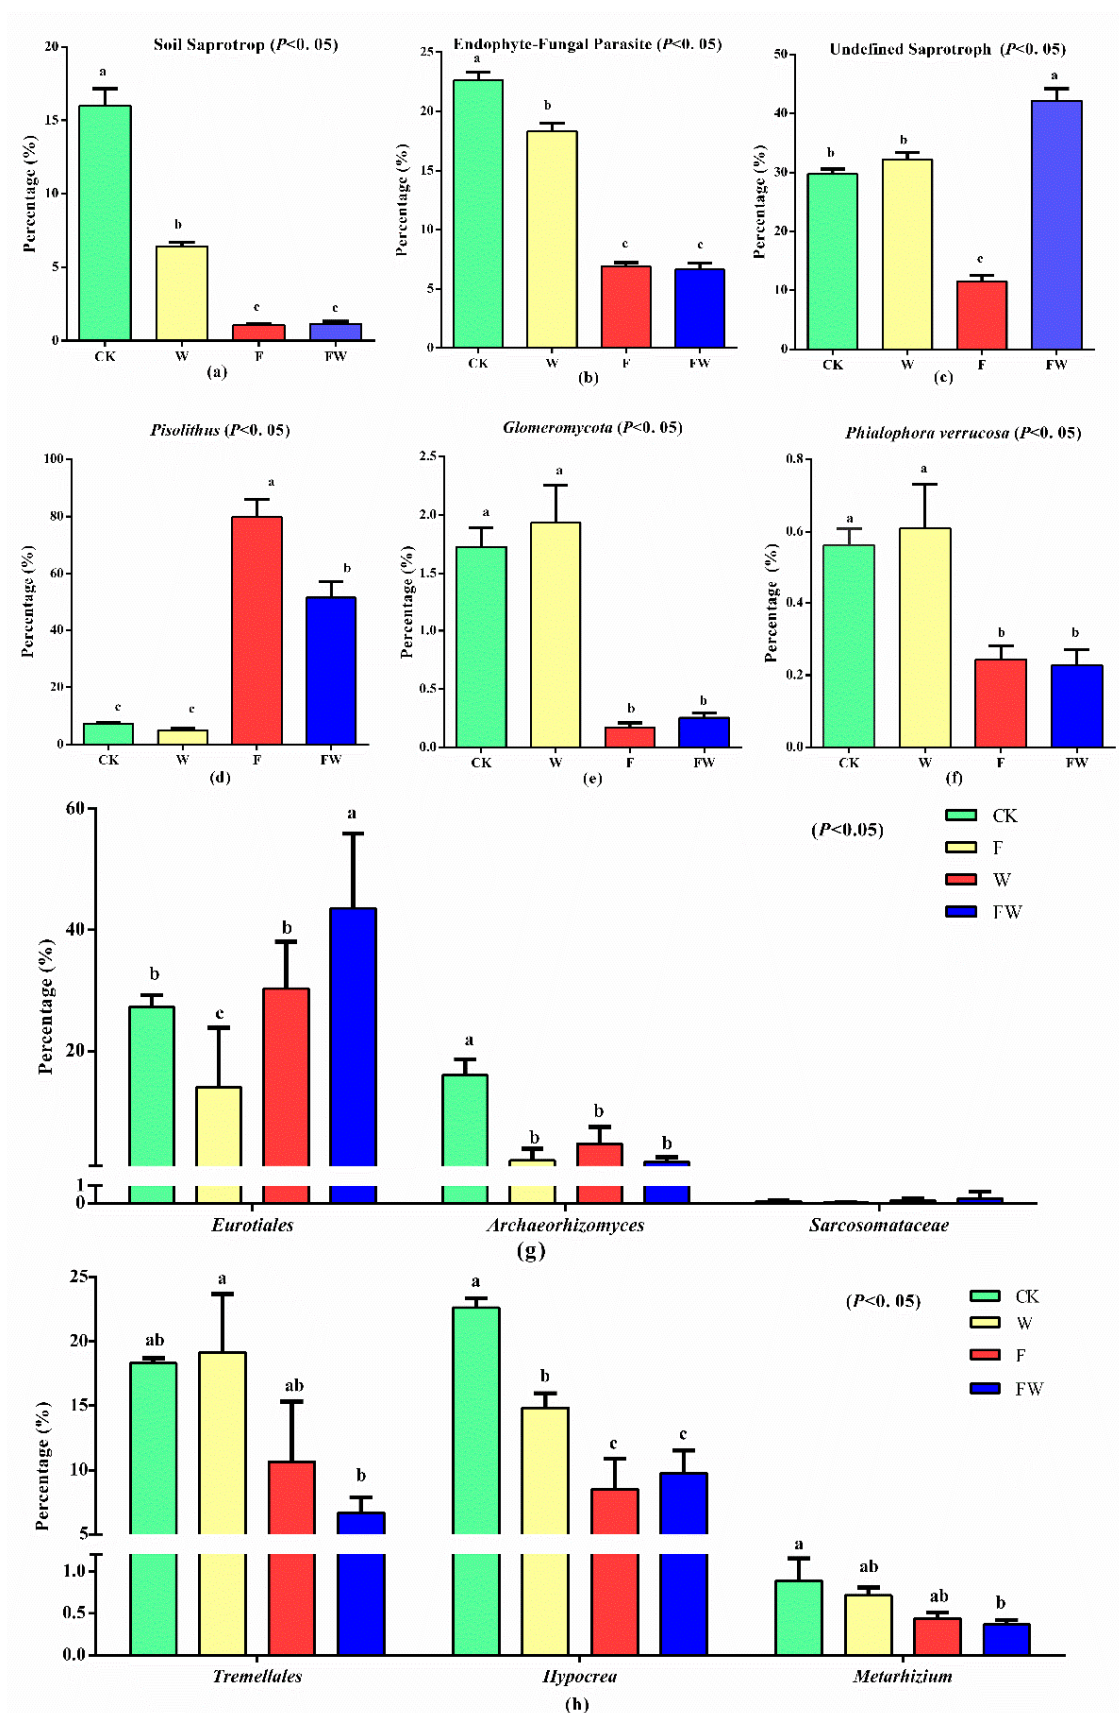 Soil Saprotrop (P<0. 05)
20
15
10
5
0
Percentage (%)
a
b
c
c
CK W F FW
(a)
Endophyte-Fungal Parasite (P<0. 05)
25
20
15
10
5
0
Percentage (%)
a
b
c
c
CK W F FW
(b)
Undefined Saprotroph (P<0. 05)
50
40
30
20
10
0
Percentage (%)
b
b
c
a
CK W F FW
(c)
Pisolithus (P<0. 05)
100
80
60
40
20
0
Percentage (%)
c
c
a
b
CK W F FW
(d)
Glomeromycota (P<0. 05)
2.5
2.0
1.5
1.0
0.5
0.0
Percentage (%)
a
a
b
b
CK W F FW
(e)
Phialophora verrucosa (P<0. 05)
0.8
0.6
0.4
0.2
0.0
Percentage (%)
a
a
b
b
CK W F FW
(f)
60
40
20
1
0
Percentage (%)
(P<0.05)
CK
F
W
FW
b
c
b
a
a
b
b
b
Eurotiales Archaeorhizomyces Sarcosomataceae
(g)
25
20
15
10
5
1.0
0.5
0.0
Percentage (%)
(P<0. 05)
CK
W
F
FW
ab
a
ab
b
a
b
c
c
a
ab
ab
b
Tremellales Hypocrea Metarhizium
(h)